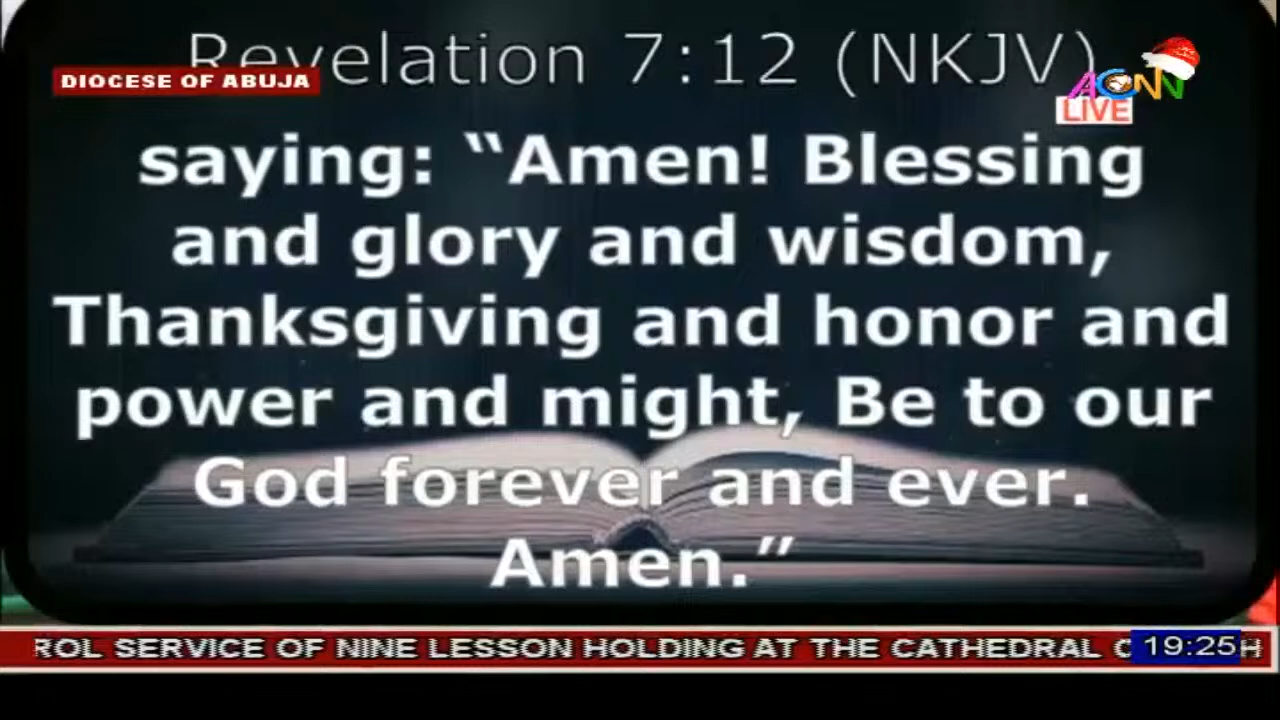 Revelation 7:12 (NKJV)
DIOCESE OF ABUJA
ACNN
LIVE
saying: “Amen! Blessing
and glory and wisdom,
Thanksgiving and honor and
power and might, Be to our
God forever and ever.
Amen.”
SERVICE OF NINE LESSON HOLDING AT THE CATHEDRAL
19:25